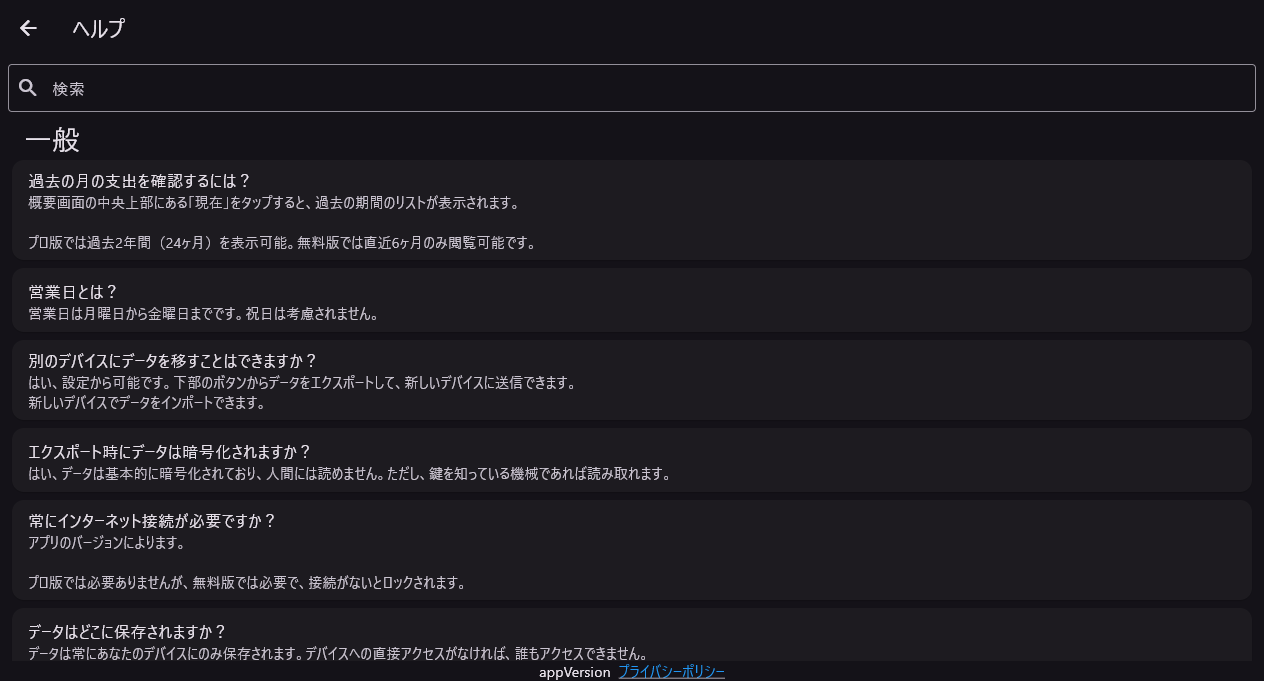 ヘルプ
検索
一般
過去の月の支出を確認するには？
概要画面の中央上部にある「現在」をタップすると、過去の期間のリストが表示されます。
プロ版では過去2年間（24ヶ月）を表示可能。無料版では直近6ヶ月のみ閲覧可能です。
営業日とは？
営業日は月曜日から金曜日までです。祝日は考慮されません。
別のデバイスにデータを移すことはできますか？
はい、設定から可能です。下部のボタンからデータをエクスポートして、新しいデバイスに送信できます。
新しいデバイスでデータをインポートできます。
エクスポート時にデータは暗号化されますか？
はい、データは基本的に暗号化されており、人間には読めません。ただし、鍵を知っている機械であれば読み取れます。
常にインターネット接続が必要ですか？
アプリのバージョンによります。
プロ版では必要ありませんが、無料版では必要で、接続がないとロックされます。
データはどこに保存されますか？
データは常にあなたのデバイスにのみ保存されます。デバイスへの直接アクセスがなければ、誰もアクセスできません。
appVersion プライバシーポリシー